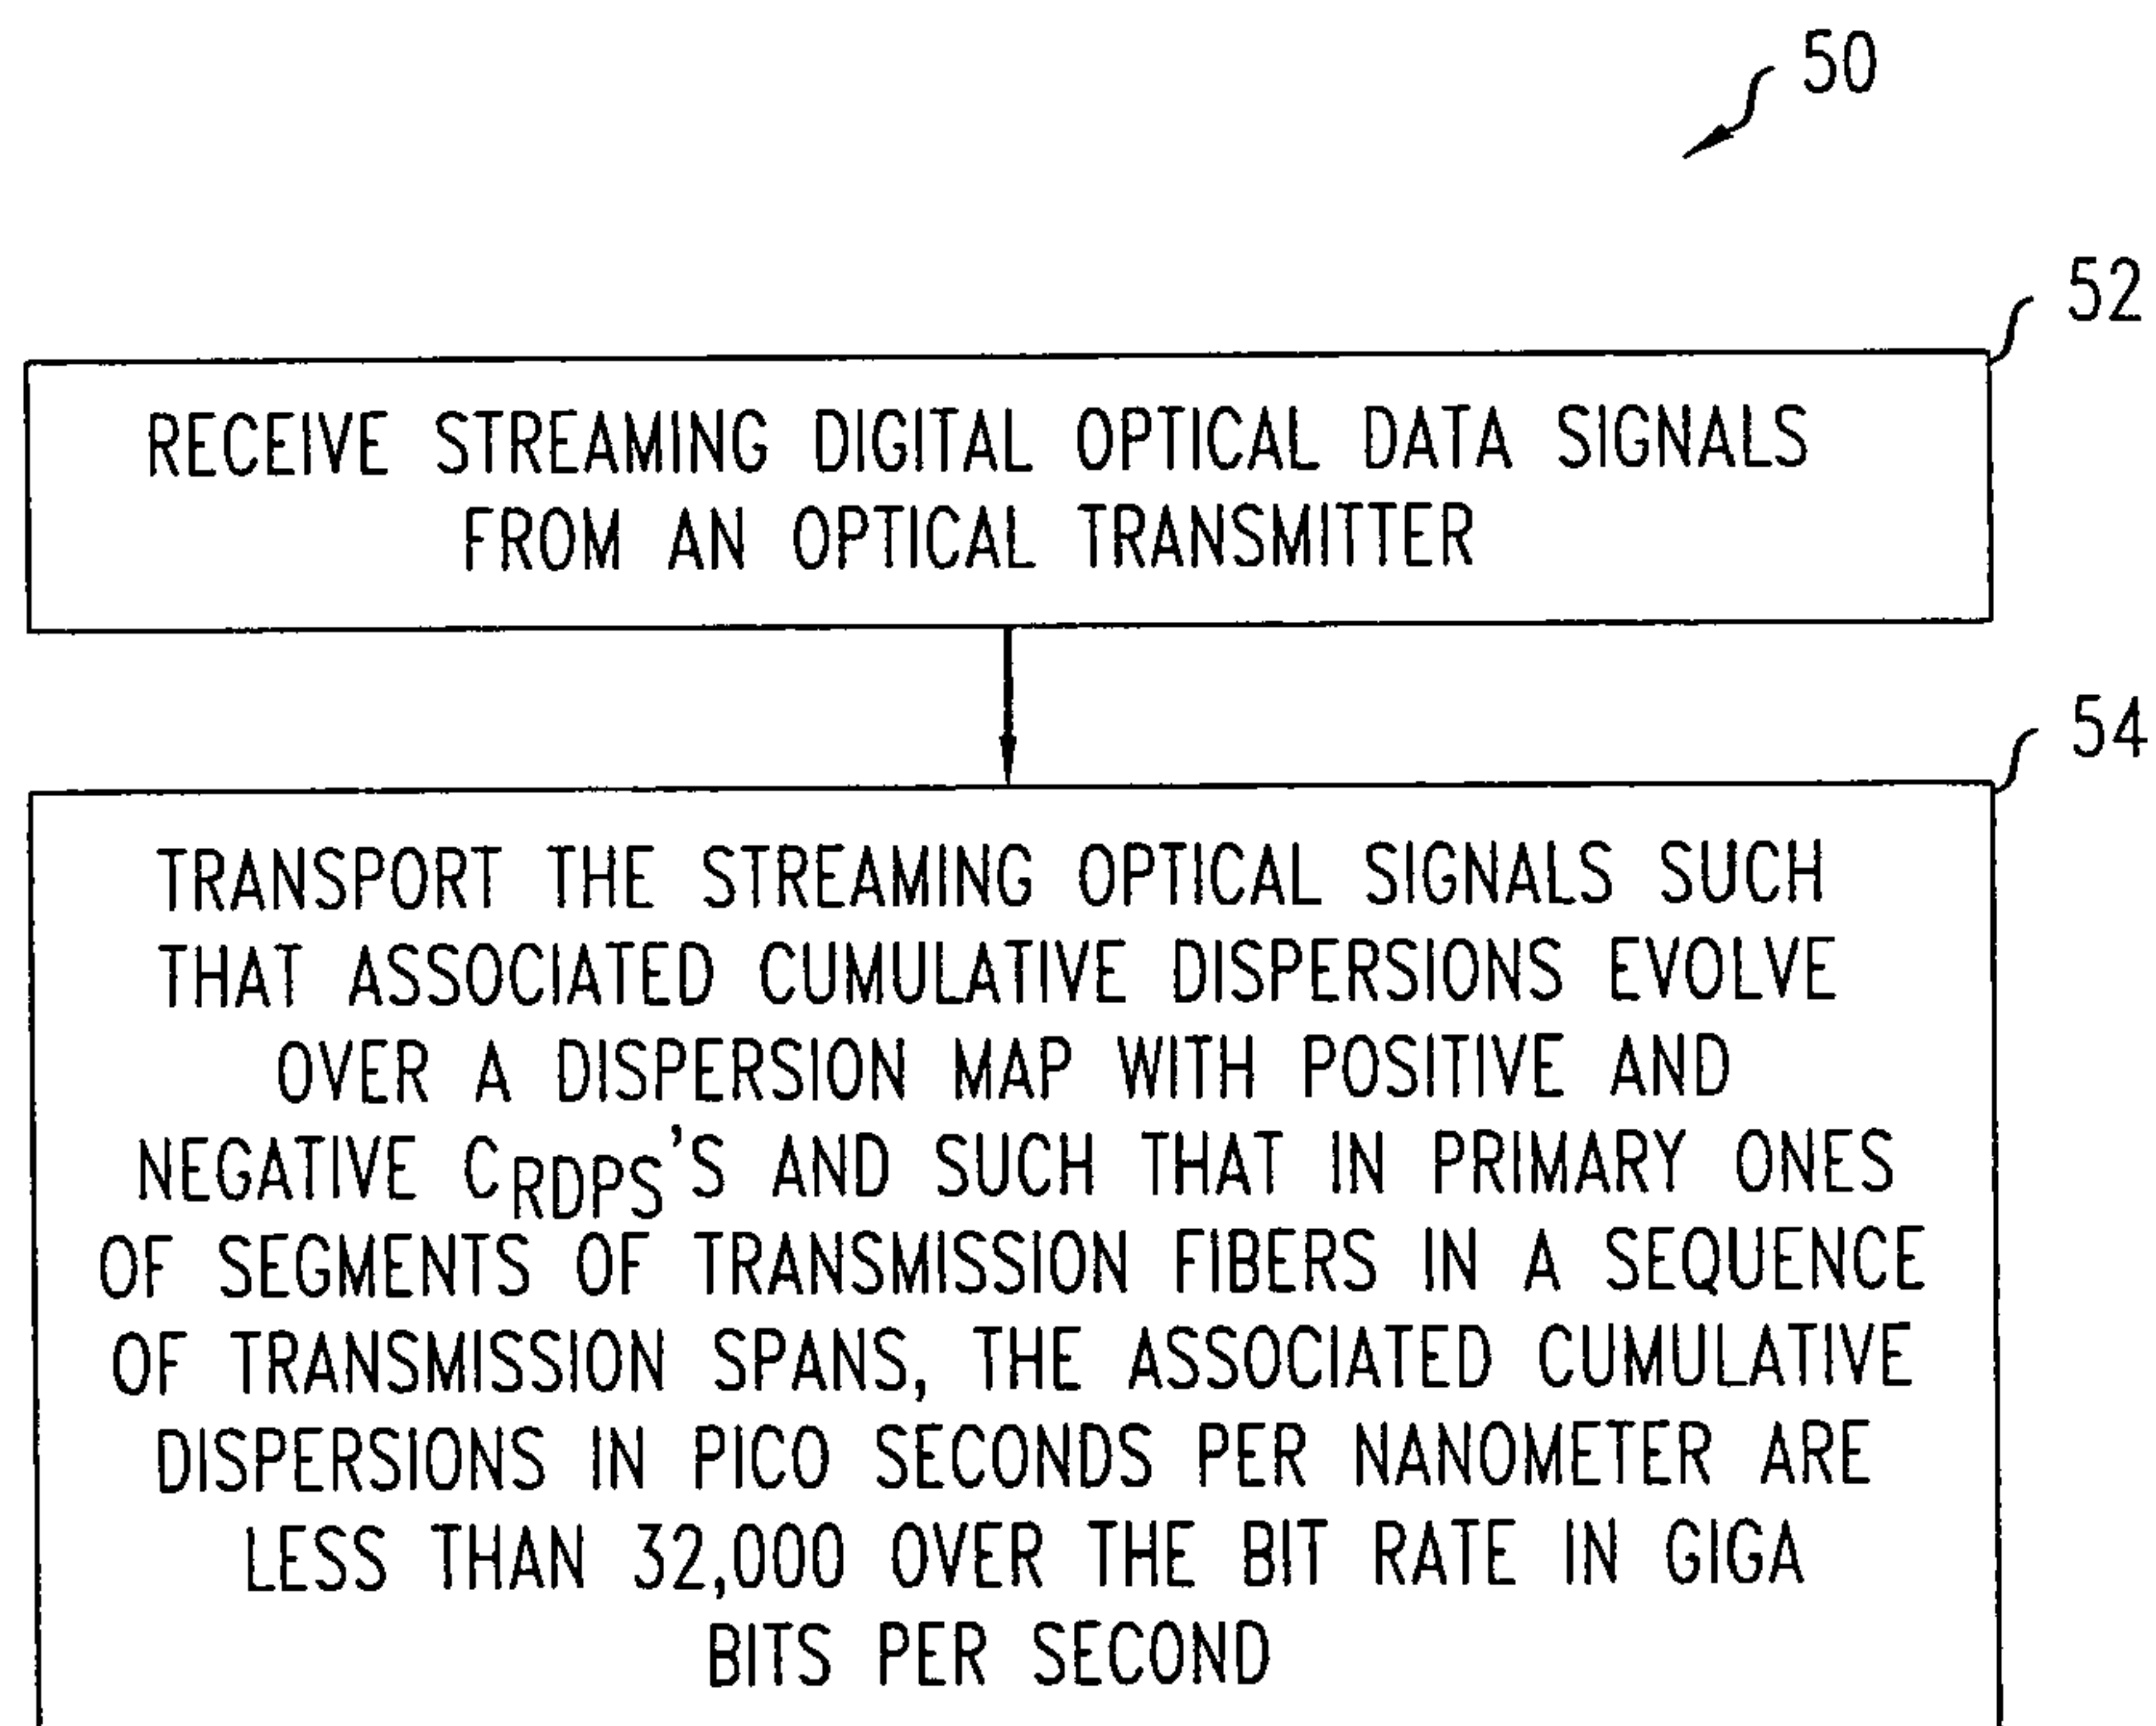 50
52
RECEIVE STREAMING DIGITAL OPTICAL DATA SIGNALS
FROM AN OPTICAL TRANSMITTER
54
TRANSPORT THE STREAMING OPTICAL SIGNALS SUCH
THAT ASSOCIATED CUMULATIVE DISPERSIONS EVOLVE
OVER A DISPERSION MAP WITH POSITIVE AND
NEGATIVE CRDPS'S AND SUCH THAT IN PRIMARY ONES
OF SEGMENTS OF TRANSMISSION FIBERS IN A SEQUENCE
OF TRANSMISSION SPANS, THE ASSOCIATED CUMULATIVE
DISPERSIONS IN PICO SECONDS PER NANOMETER ARE
LESS THAN 32,000 OVER THE BIT RATE IN GIGA
BITS PER SECOND